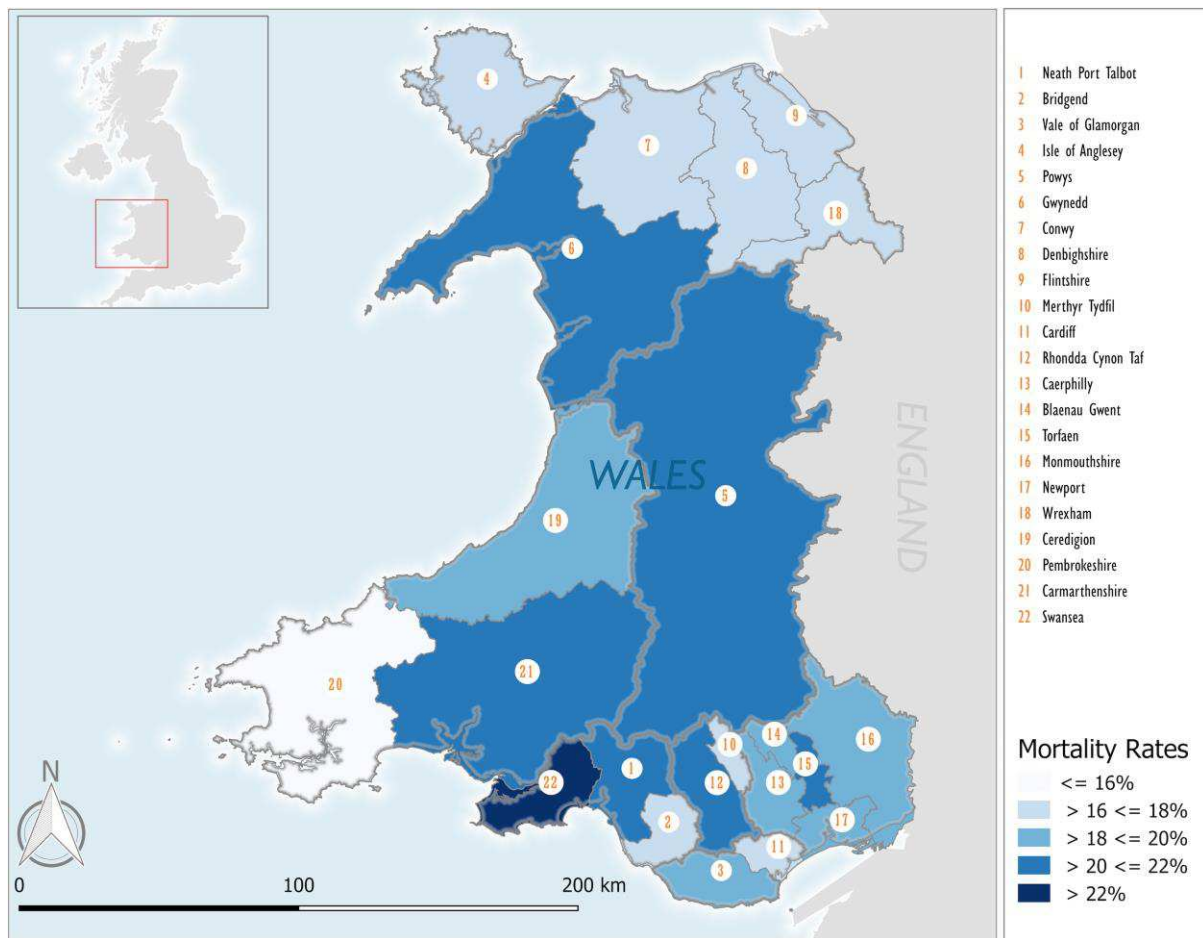 4
9
7
8
18
6
WALES
ENGLAND
5
19
21
20
16
14
10
15
1
22
12
13
17
2
11
3
N
0 100 200 km
1 Neath Port Talbot
2 Bridgend
3 Vale of Glamorgan
4 Isle of Anglesey
5 Powys
6 Gwynedd
7 Conwy
8 Denbighshire
9 Flintshire
10 Merthyr Tydfil
11 Cardiff
12 Rhondda Cynon Taf
13 Caerphilly
14 Blaenau Gwent
15 Torfaen
16 Monmouthshire
17 Newport
18 Wrexham
19 Ceredigion
20 Pembrokeshire
21 Carmarthenshire
22 Swansea
Mortality Rates
<= 16%
> 16 <= 18%
> 18 <= 20%
> 20 <= 22%
> 22%